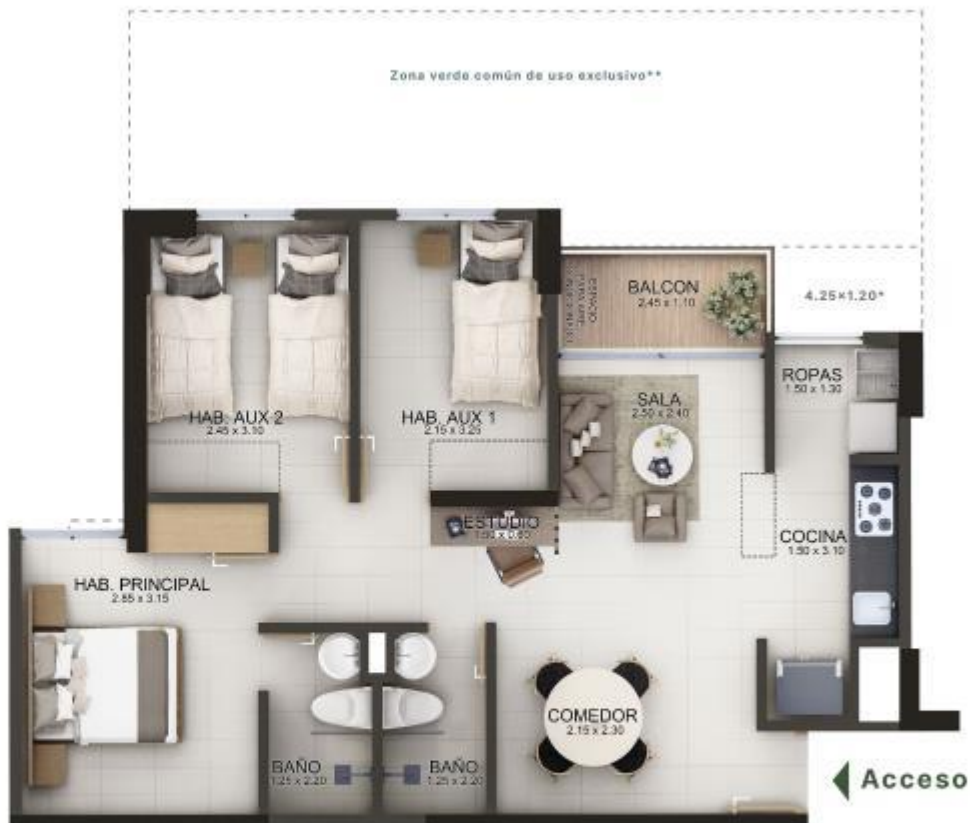 Zona verde común de uso exclusivo**
BALCON
2.45 x 1.10
4.25×1.20*
ROPAS
1.50 x 1.30
SALA
2.50 x 2.40
HAB. AUX 2
2.45 x 3.10
HAB. AUX 1
2.15 x 3.25
ESTUDIO
COCINA
1.50 x 3.10
HAB. PRINCIPAL
2.85 x 3.15
COMEDOR
2.15 x 2.30
BAÑO
1.25 x 2.20
BAÑO
1.25 x 2.20
Acceso